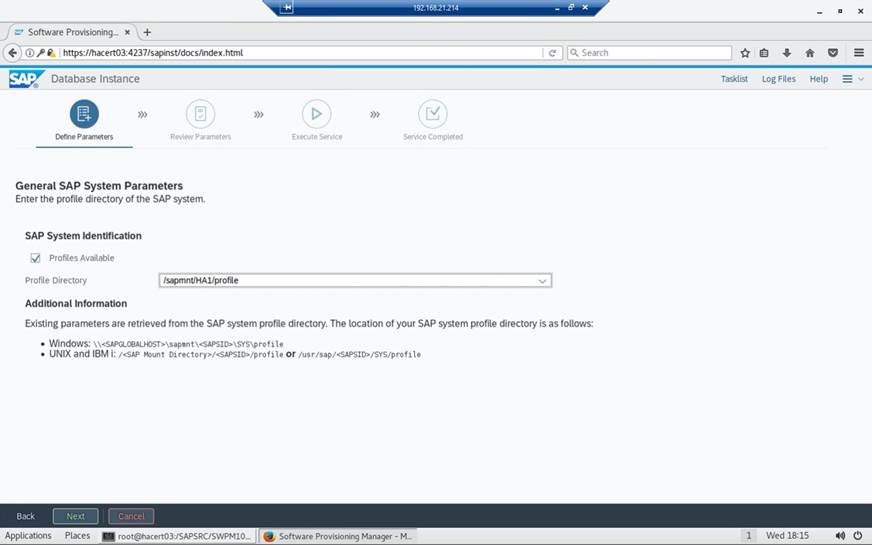 192.168.21.214
Software Provisioning...
https://hacert03:4237/sapinst/docs/index.html
Search
SAP
Database Instance
Tasklist
Log Files
Help
Define Parameters
Review Parameters
Execute Service
Service Completed
General SAP System Parameters
Enter the profile directory of the SAP system.
SAP System Identification
Profiles Available
Profile Directory
/sapmnt/HA1/profile
Additional Information
Existing parameters are retrieved from the SAP system profile directory. The location of your SAP system profile directory is as follows:
• Windows: \\<SAPGLOBALHOST>\sapmnt\<SAPSID>\SYS\profile
• UNIX and IBM i: /<SAP Mount Directory>/<SAPSID>/profile or /usr/sap/<SAPSID>/SYS/profile
Back
Next
Cancel
Applications
Places
root@hacert03:/SAPSRC/SWPM10...
Software Provisioning Manager - M...
1
Wed 18:15